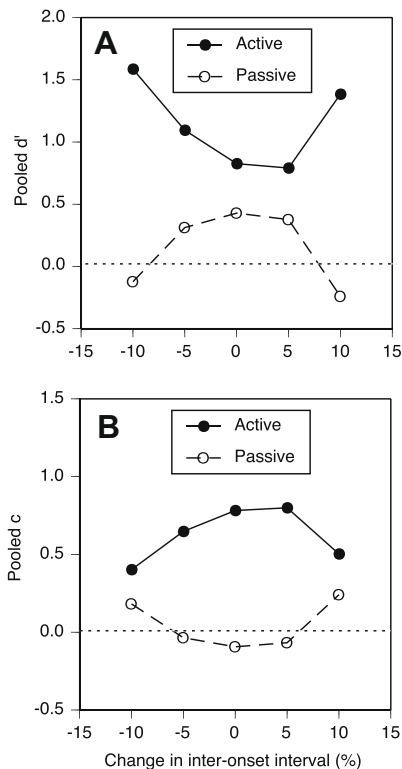 A
Active
Passive
2.0
1.5
1.0
0.5
0.0
-0.5
Pooled d'
-15 -10 -5 0 5 10 15
B
Active
Passive
1.5
1.0
0.5
0.0
-0.5
Pooled c
-15 -10 -5 0 5 10 15
Change in inter-onset interval (%)